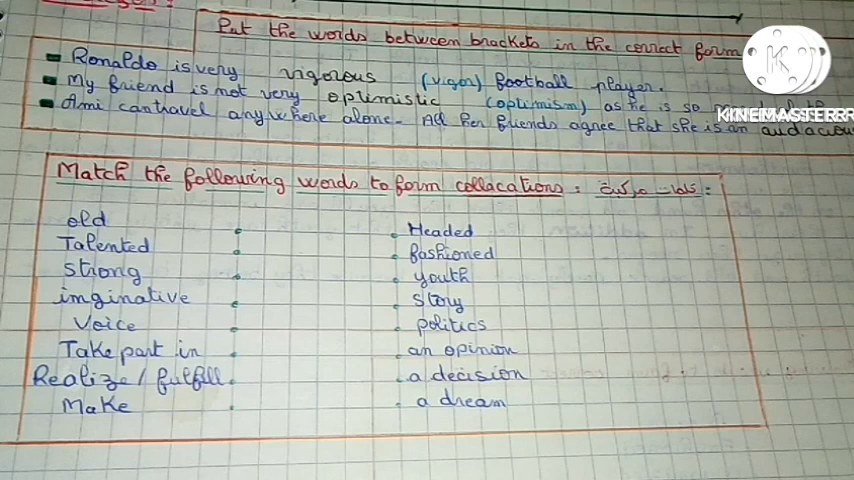 Put the words between brackets in the correct form
Ronaldo is very vigorous (vigor) football player.
My friend is not very optimistic (optimism) as he is so
Ami can travel anywhere alone. All her friends agree that she is an audacious
KINEMASTER
Match the following words to form collacations:
old
Headed
Talented
fashioned
strong
youth
imginative
story
Voice
politics
Take part in
an opinion
Realize / fulfill
a decision
Make
a dream